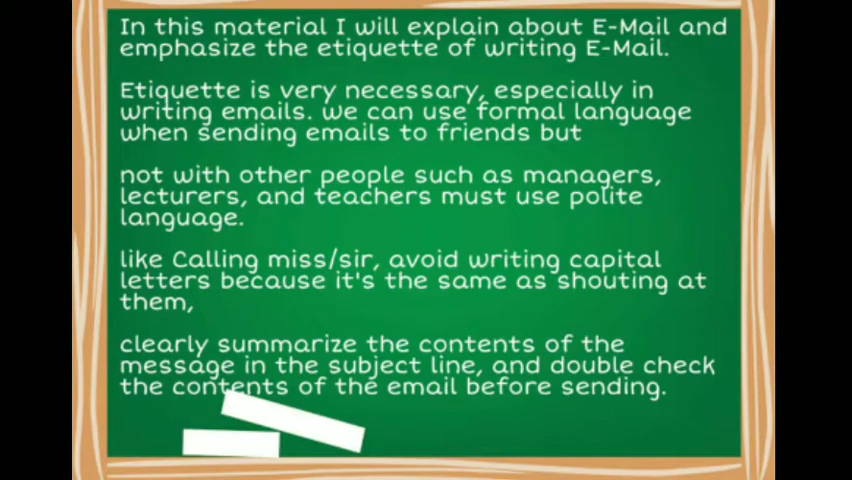 In this material I will explain about E-Mail and
emphasize the etiquette of writing E-Mail.
Etiquette is very necessary, especially in
writing emails. we can use formal language
when sending emails to friends but
not with other people such as managers,
lecturers, and teachers must use polite
language.
like Calling miss/sir, avoid writing capital
letters because it's the same as shouting at
them,
clearly summarize the contents of the
message in the subject line, and double check
the contents of the email before sending.